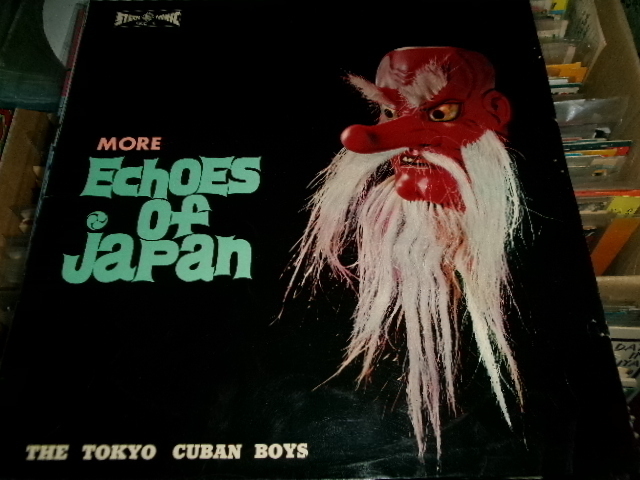 MORE
EchOES
of
Japan
THE TOKYO CUBAN BOYS